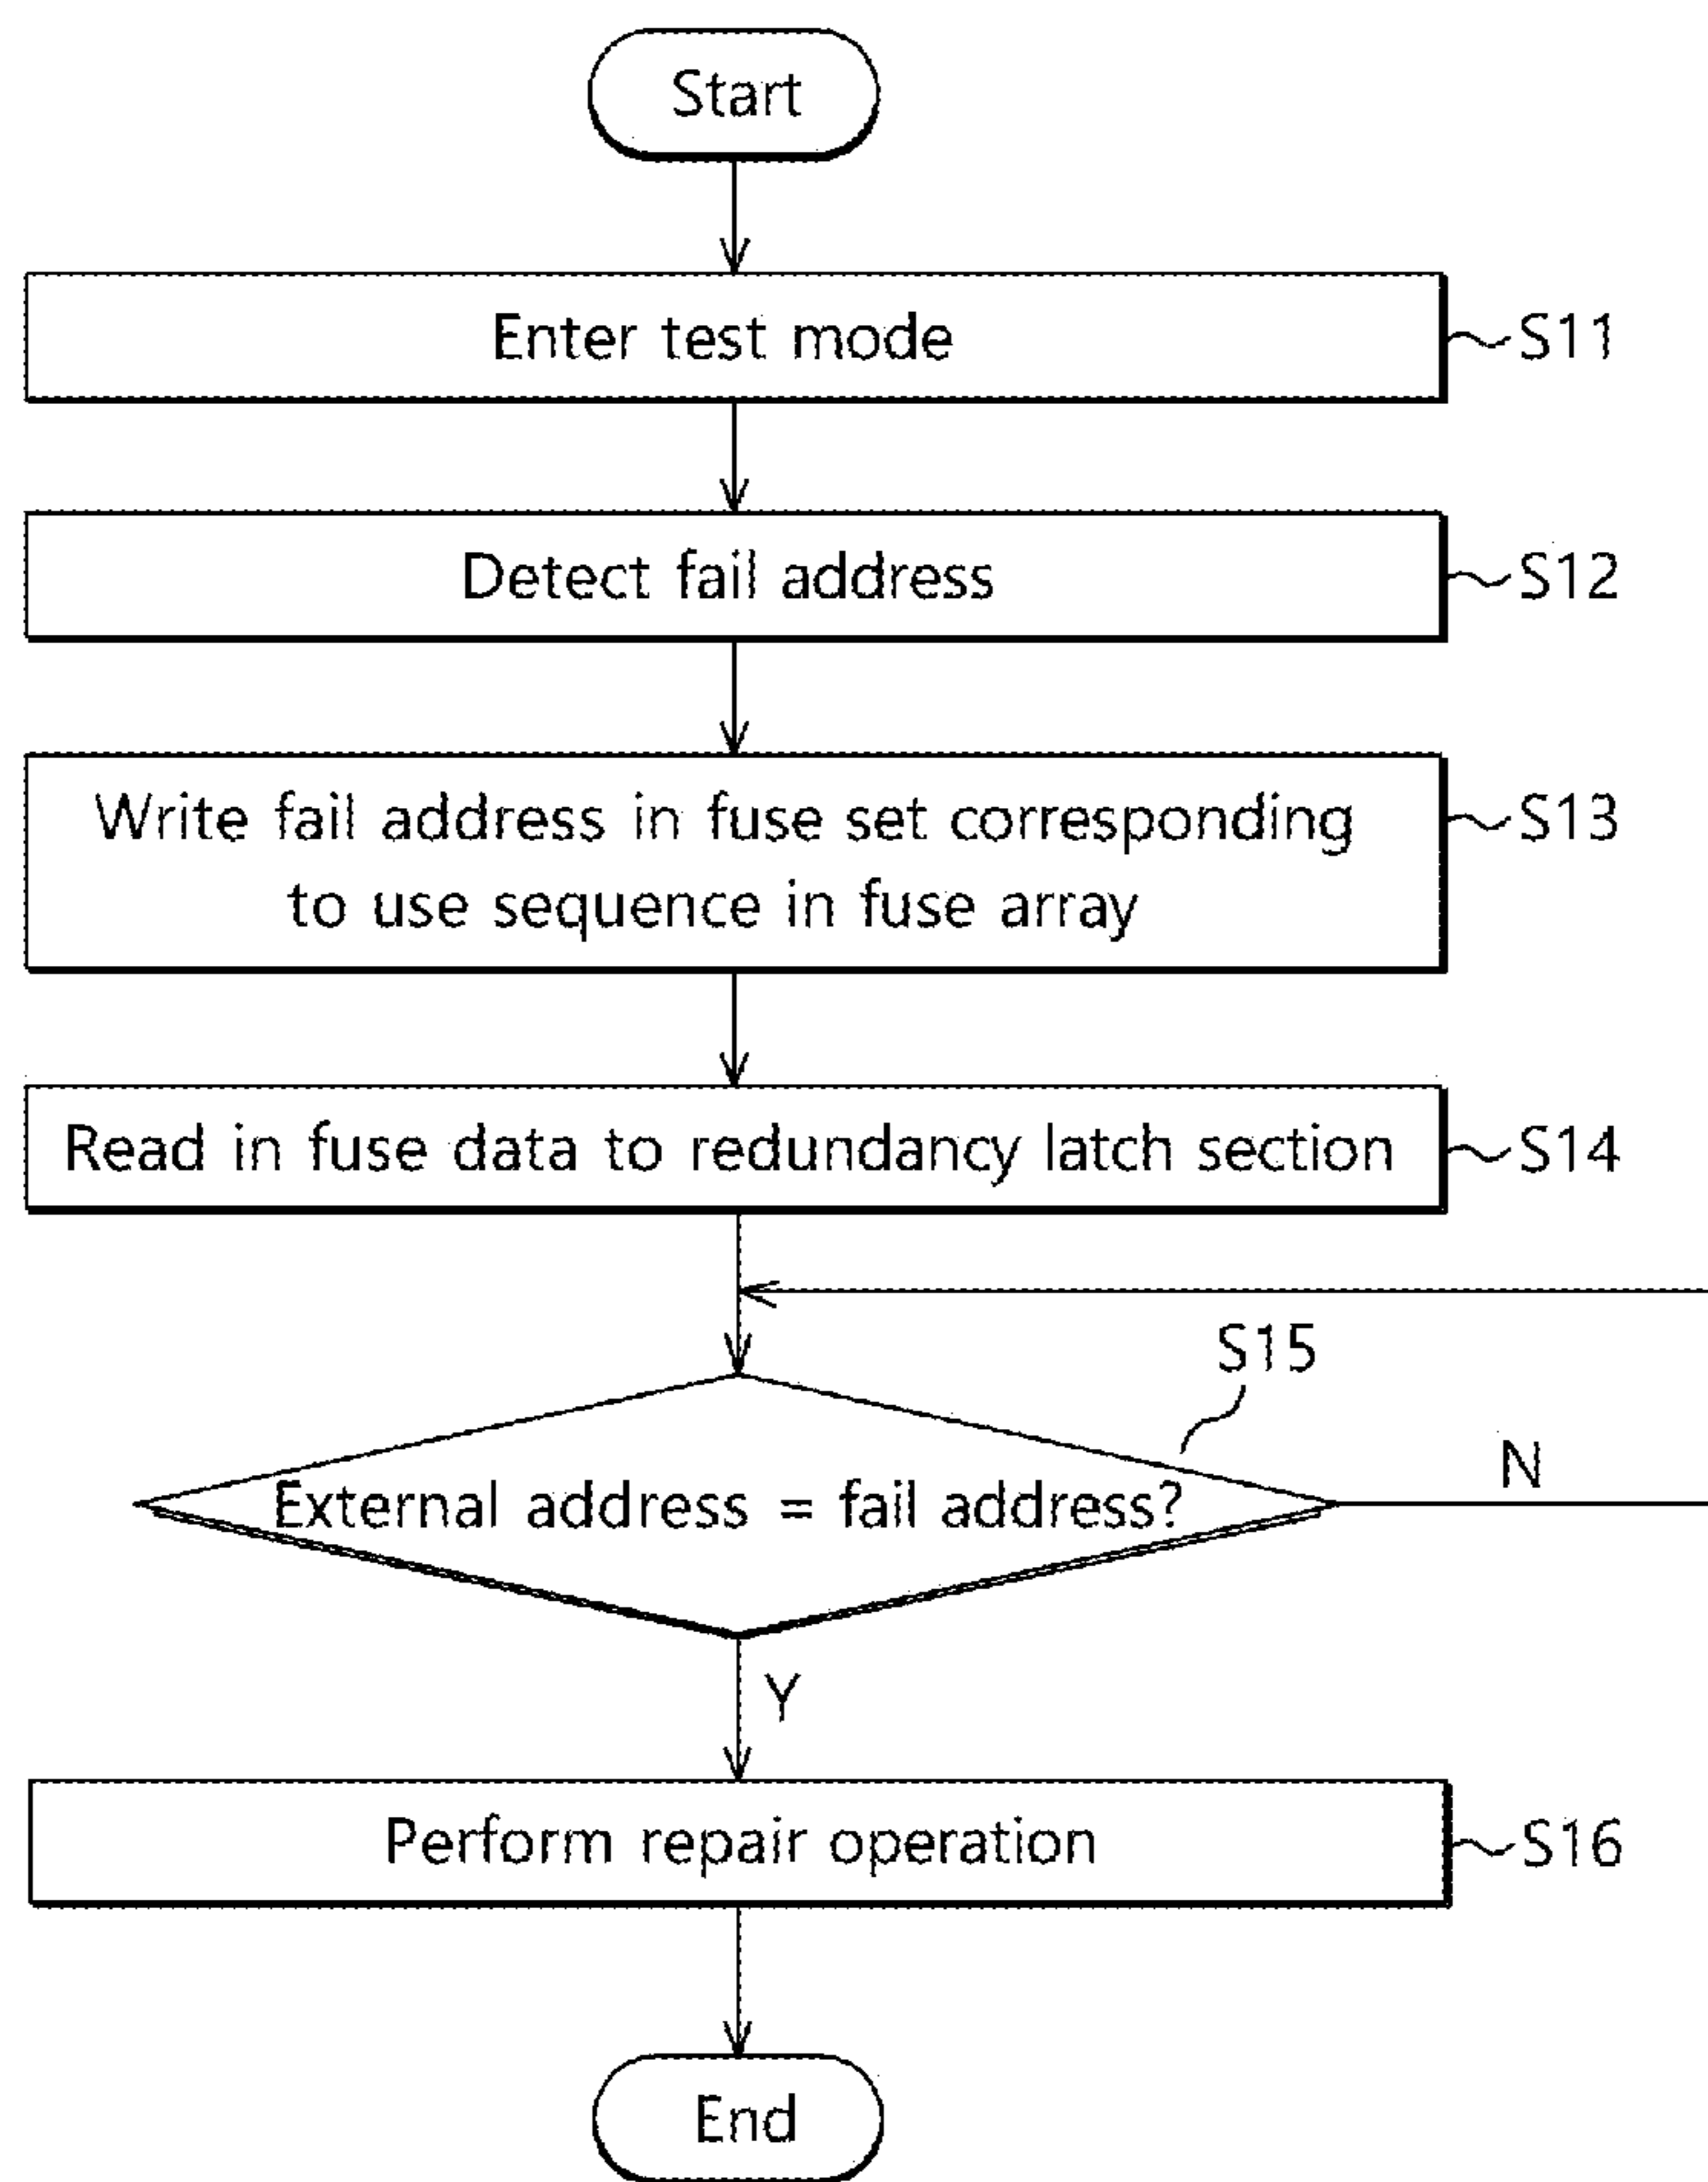 Start
Enter test mode
S11
Detect fail address
S12
Write fail address in fuse set corresponding
to use sequence in fuse array
S13
Read in fuse data to redundancy latch section
S14
S15
External address = fail address?
N
Y
Perform repair operation
S16
End